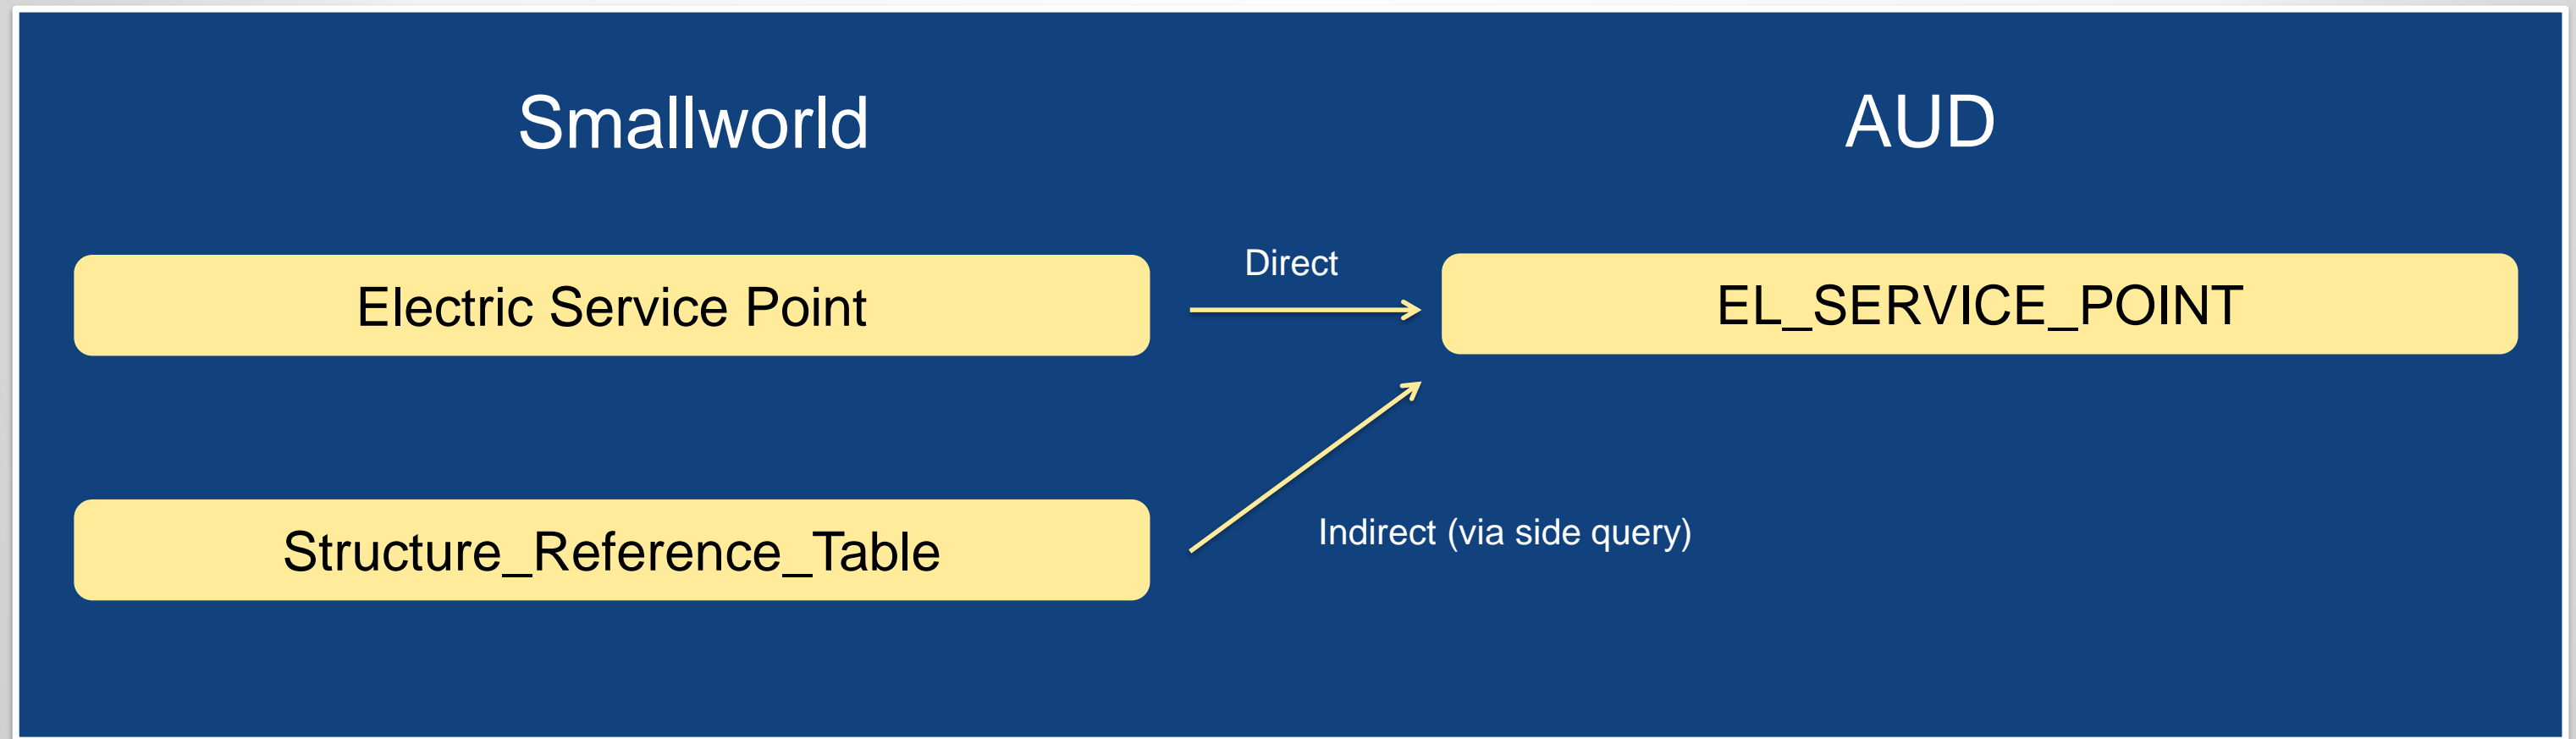 Smallworld
AUD
Electric Service Point
Direct
EL_SERVICE_POINT
Structure_Reference_Table
Indirect (via side query)